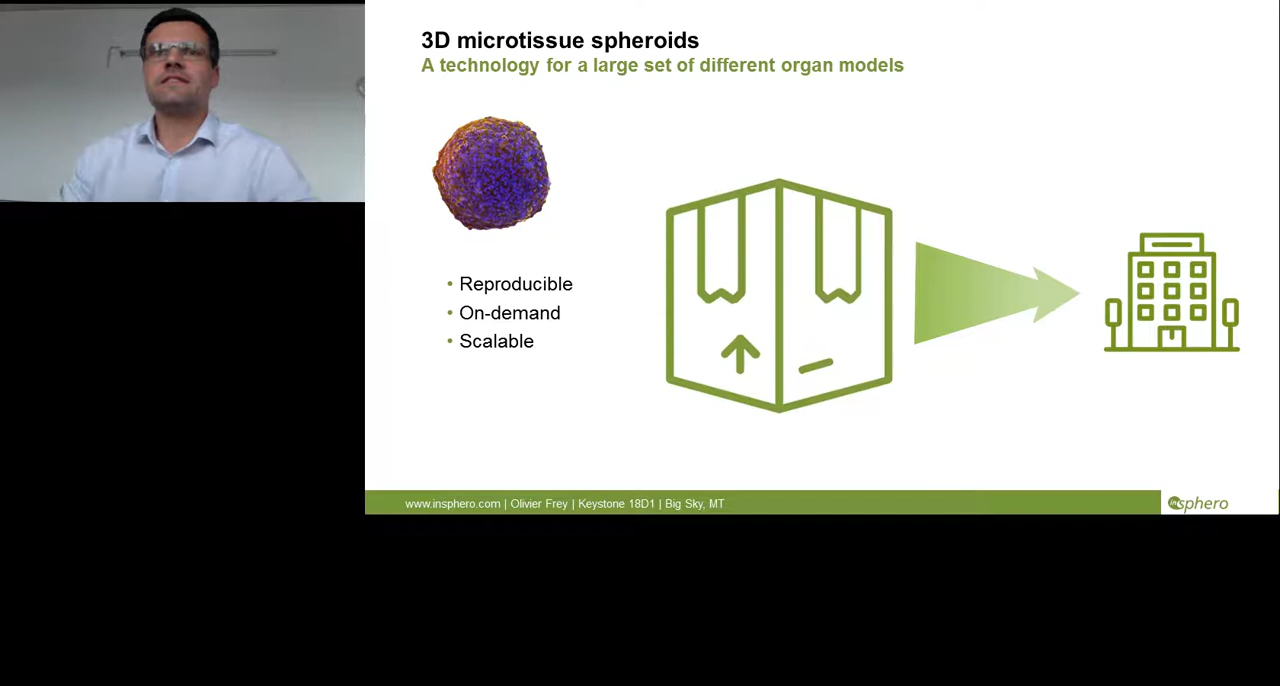 3D microtissue spheroids
A technology for a large set of different organ models
• Reproducible
• On-demand
• Scalable
www.insphero.com | Olivier Frey | Keystone 18D1 | Big Sky, MT
insphero